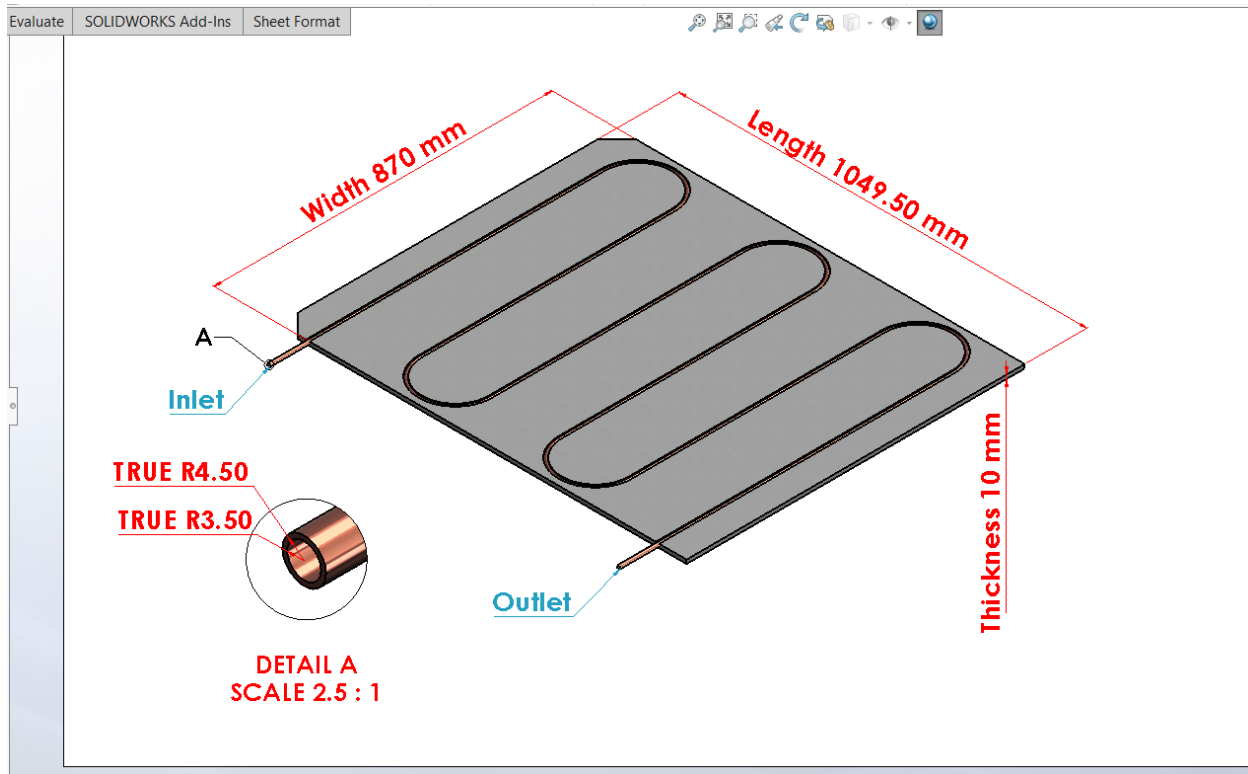 Evaluate
SOLIDWORKS Add-Ins
Sheet Format
Width 870 mm
Length 1049.50 mm
A
Inlet
TRUE R4.50
TRUE R3.50
Thickness 10 mm
Outlet
DETAIL A
SCALE 2.5 : 1